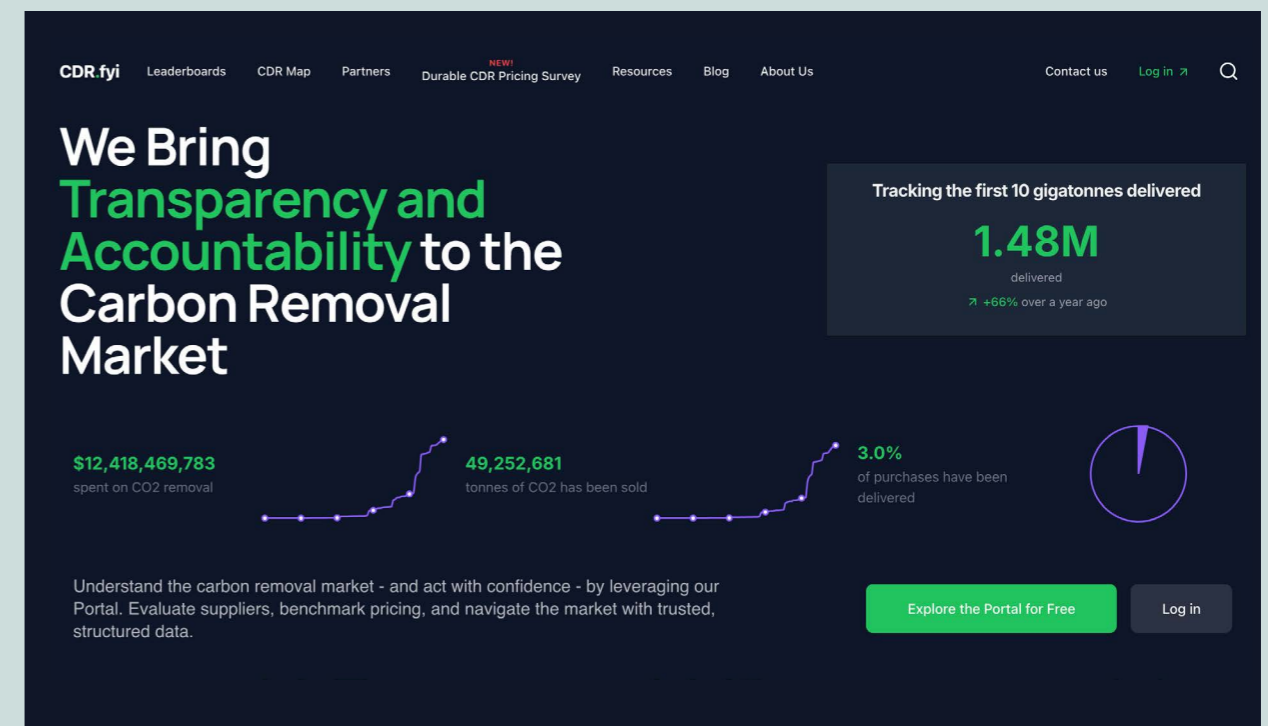 CDR.fyi
Leaderboards
CDR Map
Partners
NEW!
Durable CDR Pricing Survey
Resources
Blog
About Us
Contact us
Log in ↗
We Bring
Transparency and
Accountability to the
Carbon Removal
Market
Tracking the first 10 gigatonnes delivered
1.48M
delivered
↗ +66% over a year ago
$12,418,469,783
spent on CO2 removal
49,252,681
tonnes of CO2 has been sold
3.0%
of purchases have been
delivered
Understand the carbon removal market - and act with confidence - by leveraging our
Portal. Evaluate suppliers, benchmark pricing, and navigate the market with trusted,
structured data.
Explore the Portal for Free
Log in